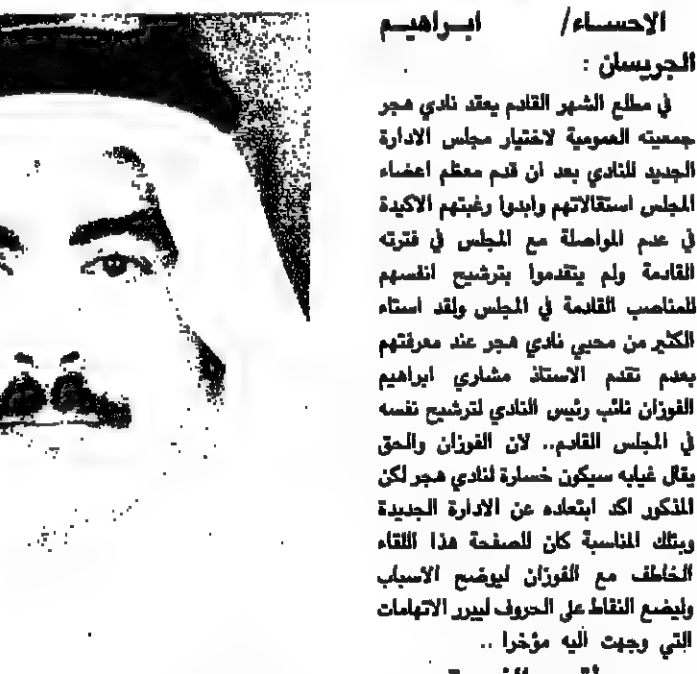 الاحساء/ ابراهيم
الجريسان :
في مطلع الشهر القادم يعقد نادي هجر
جمعيته العمومية لاختيار مجلس الادارة
الجديد للنادي بعد ان قدم معظم اعضاء
المجلس استقالاتهم وابدوا رغبتهم الاكيدة
في عدم المواصلة مع المجلس في فترته
القادمة ولم يتقدموا بترشيح انفسهم
للمناصب القادمة في المجلس ولقد استاء
الكثير من محبي نادي هجر عند معرفتهم
بعدم تقدم الاستاذ مشاري ابراهيم
الفوزان نائب رئيس النادي لترشيح نفسه
في المجلس القادم.. لان الفوزان والحق
يقال غيابه سيكون خسارة لنادي هجر لكن
المذكور اكد ابتعاده عن الادارة الجديدة
وبتلك المناسبة كان للصفحة هذا اللقاء
الخاطف مع الفوزان ليوضح الاسباب
وليضع النقاط على الحروف ليبرر الاتهامات
التي وجهت اليه مؤخرا ..